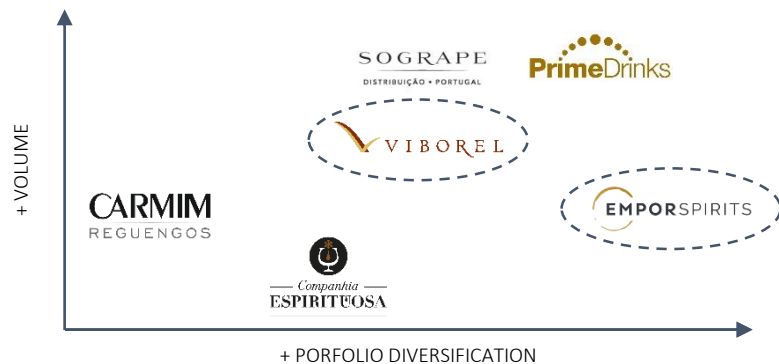 SOGRAPE
DISTRIBUIÇÃO • PORTUGAL
PrimeDrinks
VIBOREL
+ VOLUME
CARMIM
REGUENGOS
EMPORSPIRITS
Companhia
ESPIRITUOSA
+ PORFOLIO DIVERSIFICATION